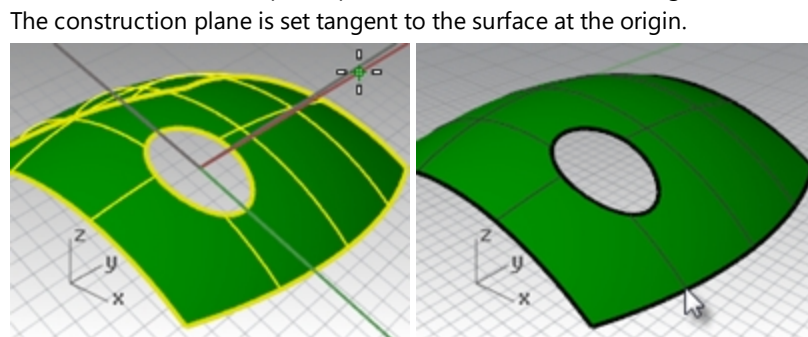 The construction plane is set tangent to the surface at the origin.
z
y
x
z
y
x